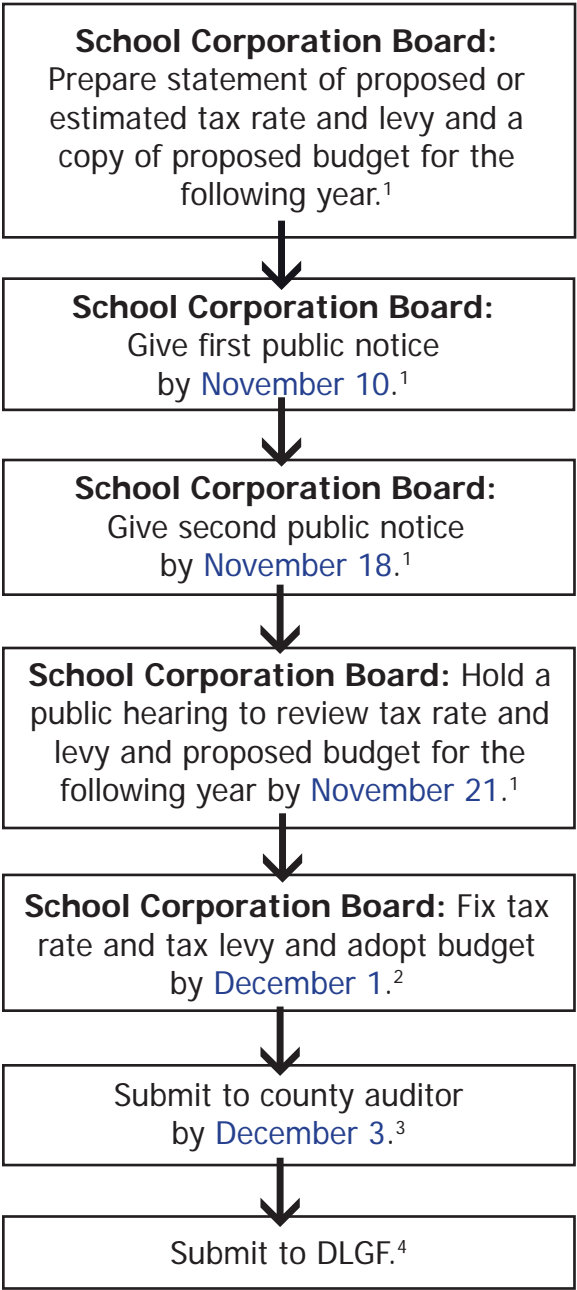 School Corporation Board:
Prepare statement of proposed or
estimated tax rate and levy and a
copy of proposed budget for the
following year.¹
School Corporation Board:
Give first public notice
by November 10.¹
School Corporation Board:
Give second public notice
by November 18.¹
School Corporation Board: Hold a
public hearing to review tax rate and
levy and proposed budget for the
following year by November 21.¹
School Corporation Board: Fix tax
rate and tax levy and adopt budget
by December 1.²
Submit to county auditor
by December 3.³
Submit to DLGF.⁴